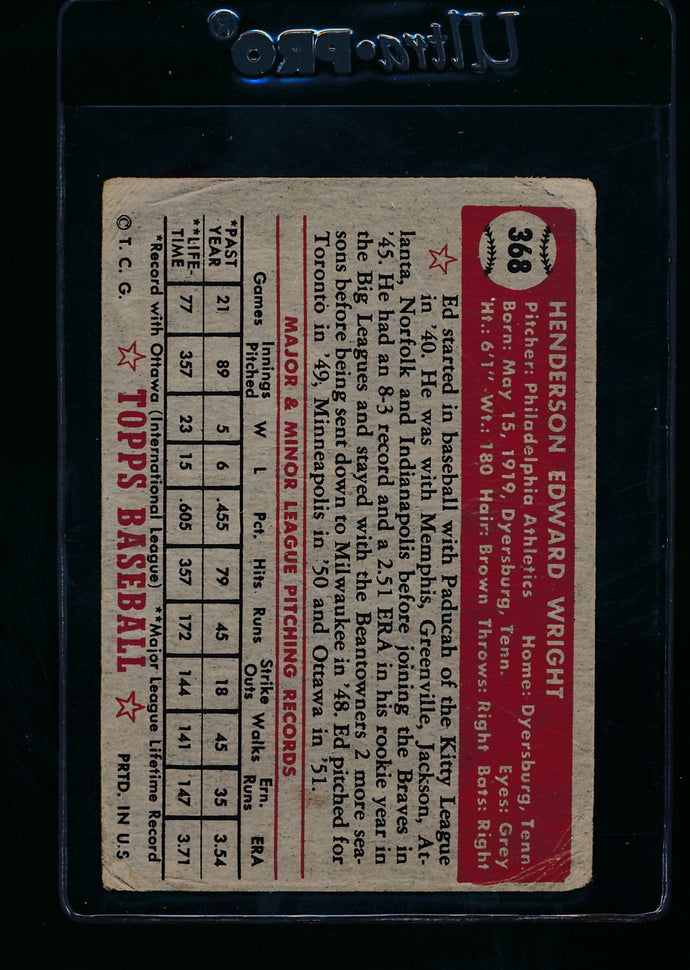 Ultra·PRO®
368
HENDERSON EDWARD WRIGHT
Pitcher: Philadelphia Athletics Home: Dyersburg, Tenn
Born: May 15, 1919, Dyersburg, Tenn. Eyes: Grey
Ht.: 6'1" Wt.: 180 Hair: Brown Throws: Right Bats: Right
Ed started in baseball with Paducah of the Kitty League
in '40. He was with Memphis, Greenville, Jackson, At-
lanta, Norfolk and Indianapolis before joining the Braves in
'45. He had an 8-3 record and a 2.51 ERA in his rookie year in
the Big Leagues and stayed with the Beantowners 2 more sea-
sons before being sent down to Milwaukee in '48. Ed pitched for
Toronto in '49, Minneapolis in '50 and Ottawa in '51.
MAJOR & MINOR LEAGUE PITCHING RECORDS
Games Innings Pitched W L Pct. Hits Runs Strike Outs Walks Ern. Runs ERA
*PAST YEAR 21 89 5 6 .455 79 45 18 45 35 3.54
**LIFE-TIME 77 357 23 15 .605 357 172 144 141 147 3.71
*Record with Ottawa (International League) **Major League Lifetime Record
© T. C. G. TOPPS BASEBALL PRTD. IN U.S